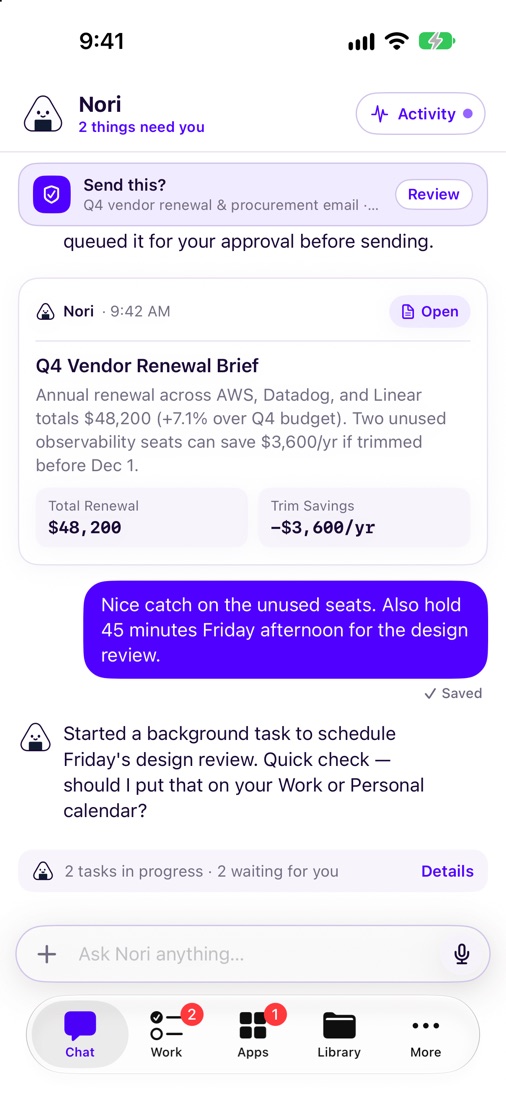 9:41
Nori
2 things need you
Activity
Send this?
Q4 vendor renewal & procurement email ·...
Review
queued it for your approval before sending.
Nori · 9:42 AM
Open
Q4 Vendor Renewal Brief
Annual renewal across AWS, Datadog, and Linear
totals $48,200 (+7.1% over Q4 budget). Two unused
observability seats can save $3,600/yr if trimmed
before Dec 1.
Total Renewal
$48,200
Trim Savings
−$3,600/yr
Nice catch on the unused seats. Also hold
45 minutes Friday afternoon for the design
review.
Saved
Started a background task to schedule
Friday's design review. Quick check —
should I put that on your Work or Personal
calendar?
2 tasks in progress · 2 waiting for you
Details
Ask Nori anything...
2
1
Chat
Work
Apps
Library
More